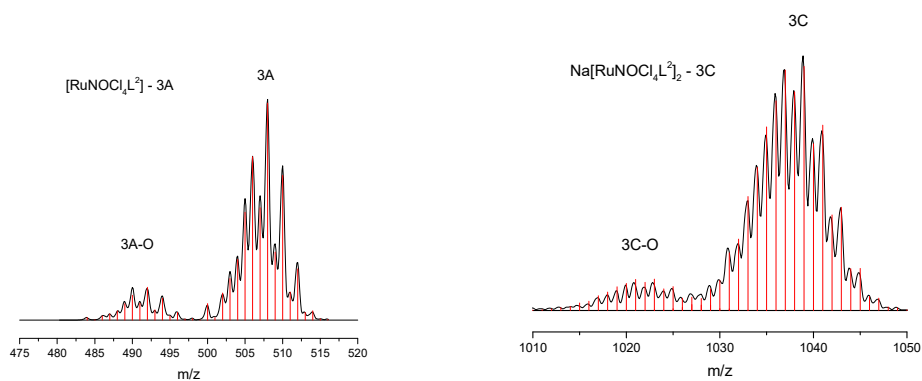 [RuNOCl₄L²] - 3A
3A
3A-O
475 480 485 490 495 500 505 510 515 520
m/z
3C
Na[RuNOCl₄L²]₂ - 3C
3C-O
1010 1020 1030 1040 1050
m/z